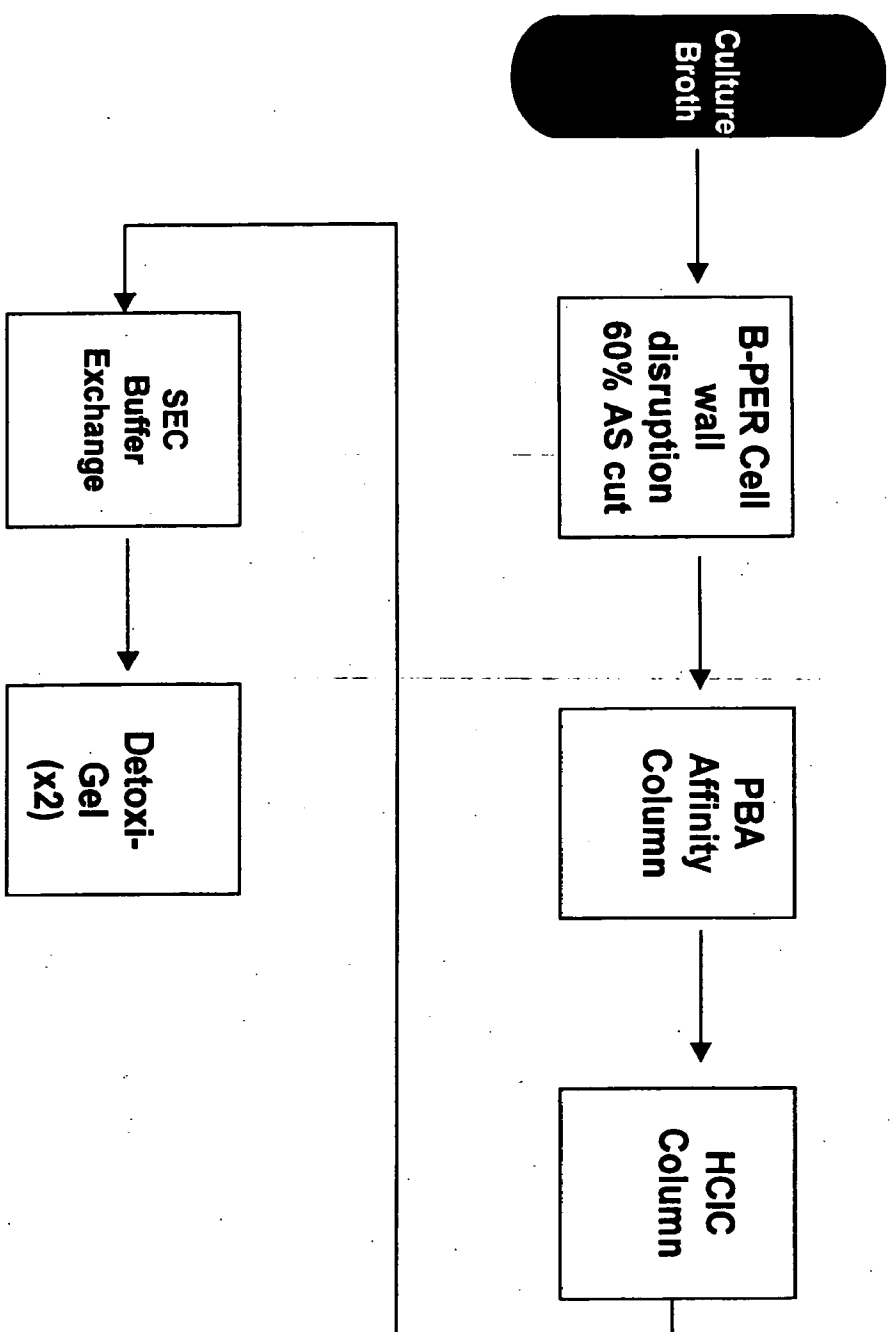 Culture
Broth
B-PER Cell
wall
disruption
60% AS cut
PBA
Affinity
Column
HCIC
Column
SEC
Buffer
Exchange
Detoxi-
Gel
(x2)